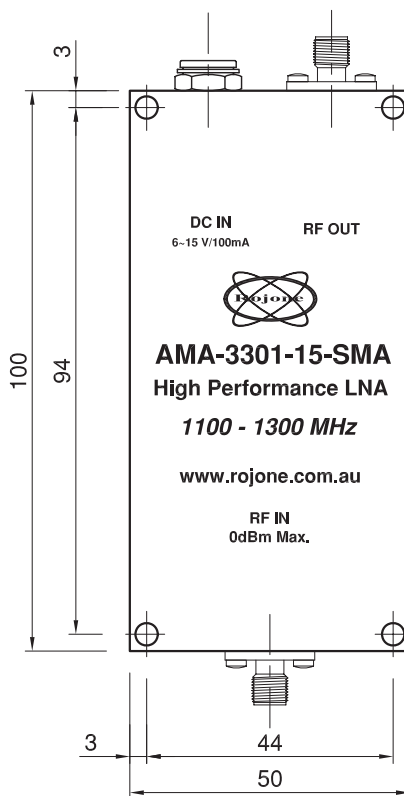 3
DC IN
6~15 V/100mA
RF OUT
Rojone
AMA-3301-15-SMA
High Performance LNA
1100 - 1300 MHz
www.rojone.com.au
RF IN
0dBm Max.
100
94
3
44
50